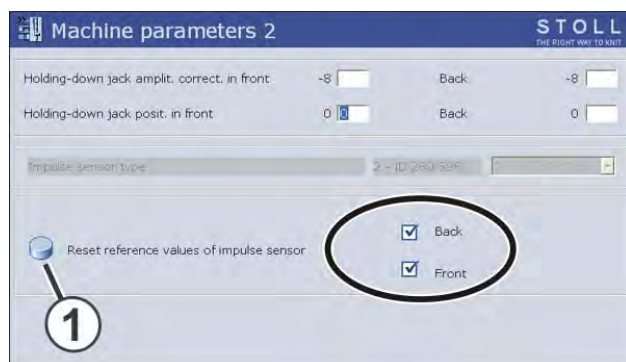 Machine parameters 2
STOLL
THE RIGHT WAY TO KNIT
Holding-down jack amplit. correct. in front -8 Back -8
Holding-down jack posit. in front 0 0 Back 0
Impulse sensor type 2 - ID 269 596
Back
Reset reference values of impulse sensor
Front
1